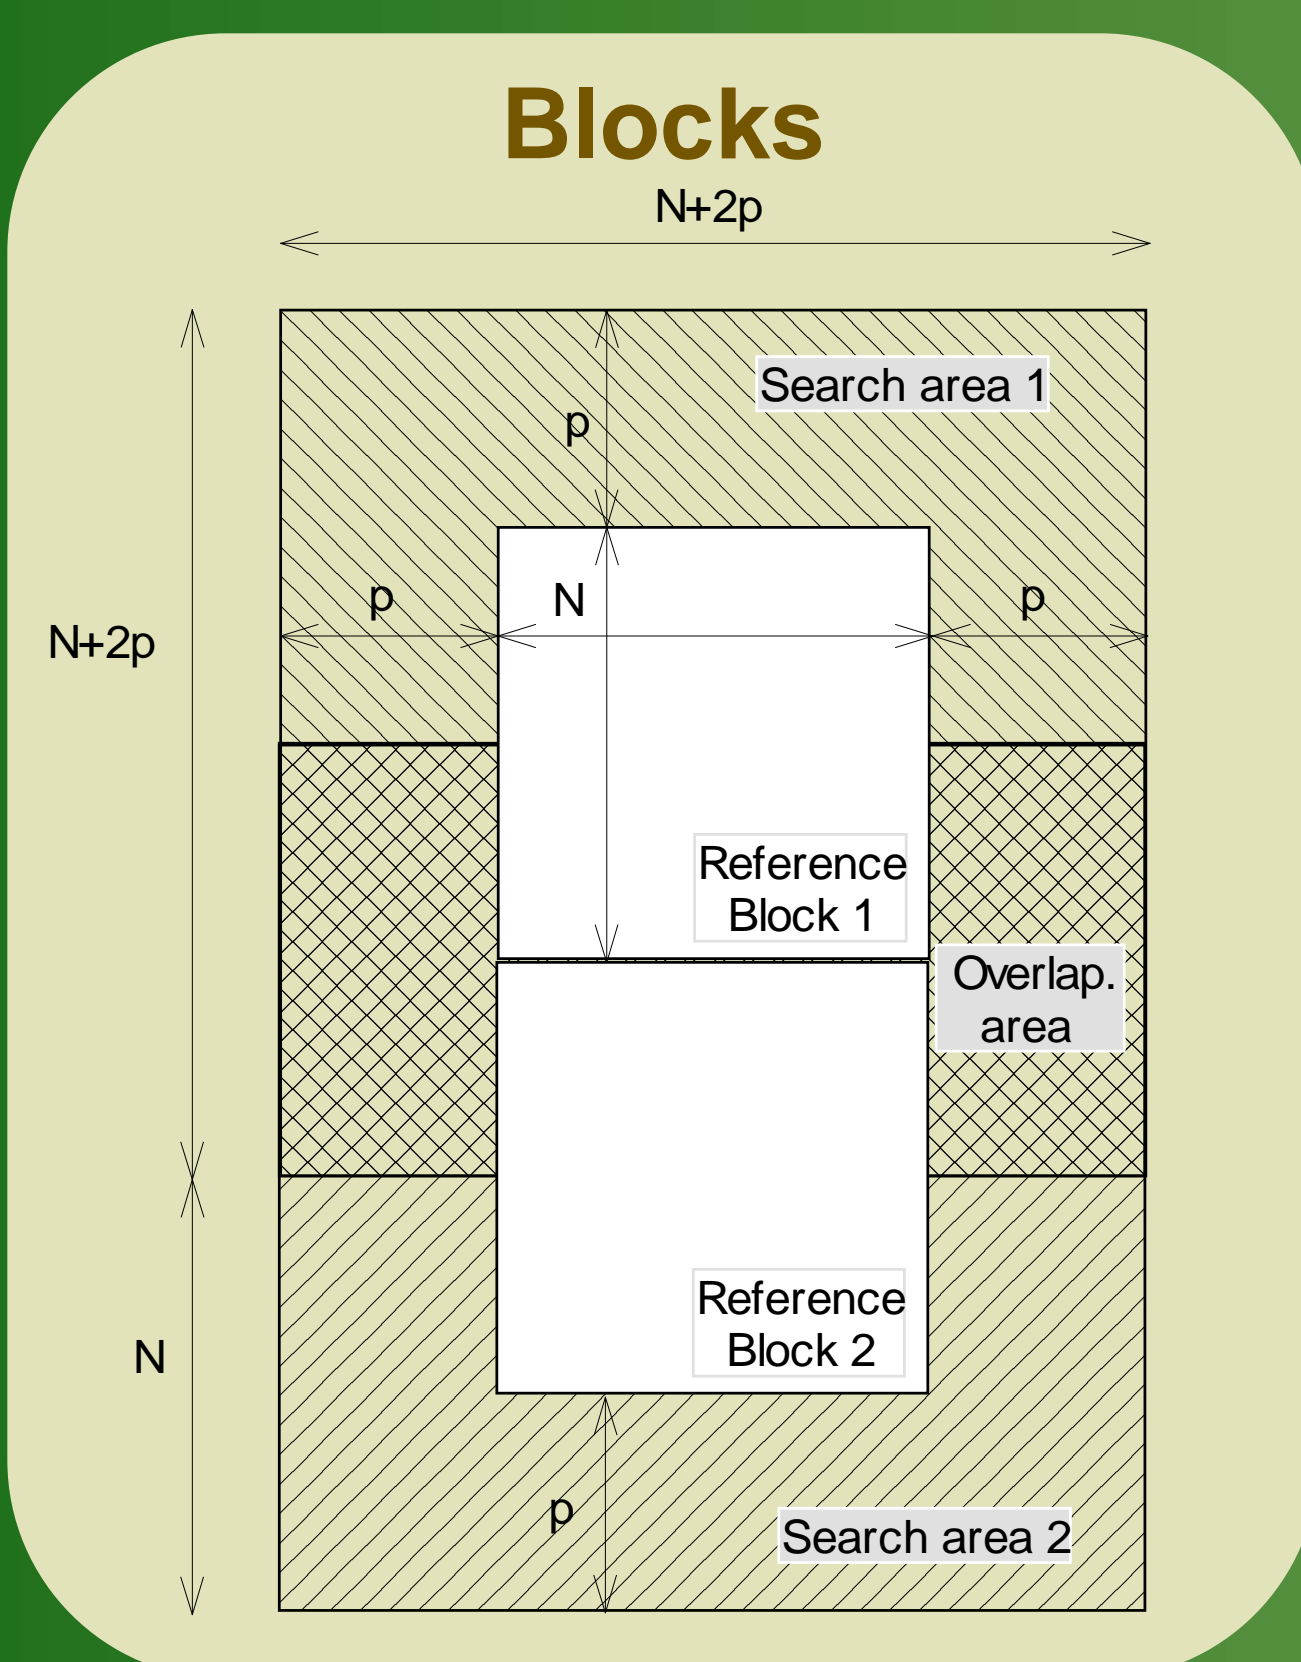 Blocks
N+2p
Search area 1
p
N
p
p
N+2p
Reference
Block 1
Overlap.
area
Reference
Block 2
N
p
Search area 2